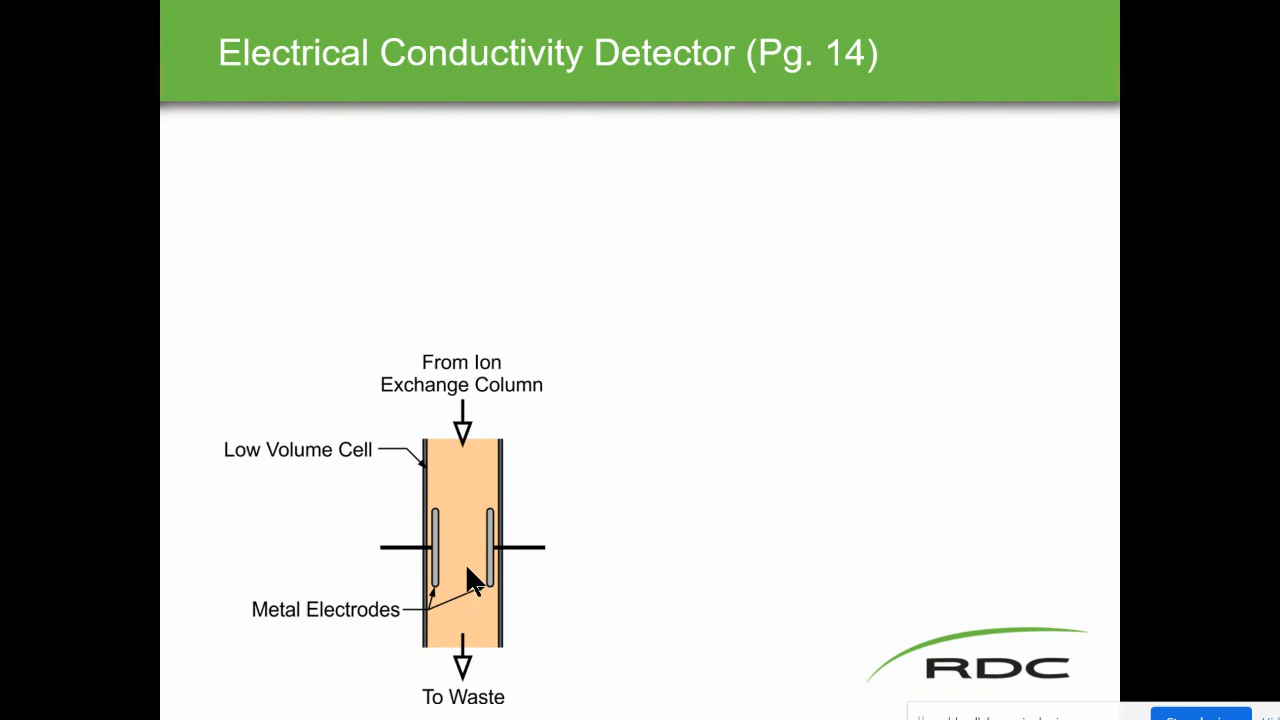 Electrical Conductivity Detector (Pg. 14)
From Ion
Exchange Column
Low Volume Cell
Metal Electrodes
To Waste
RDC